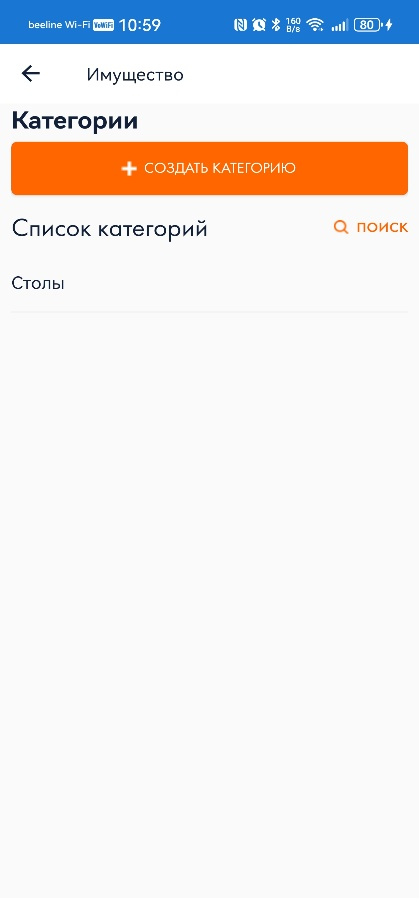 beeline Wi-Fi VoWiFi 10:59 160 B/s 80
Имущество
Категории
СОЗДАТЬ КАТЕГОРИЮ
Список категорий ПОИСК
Столы